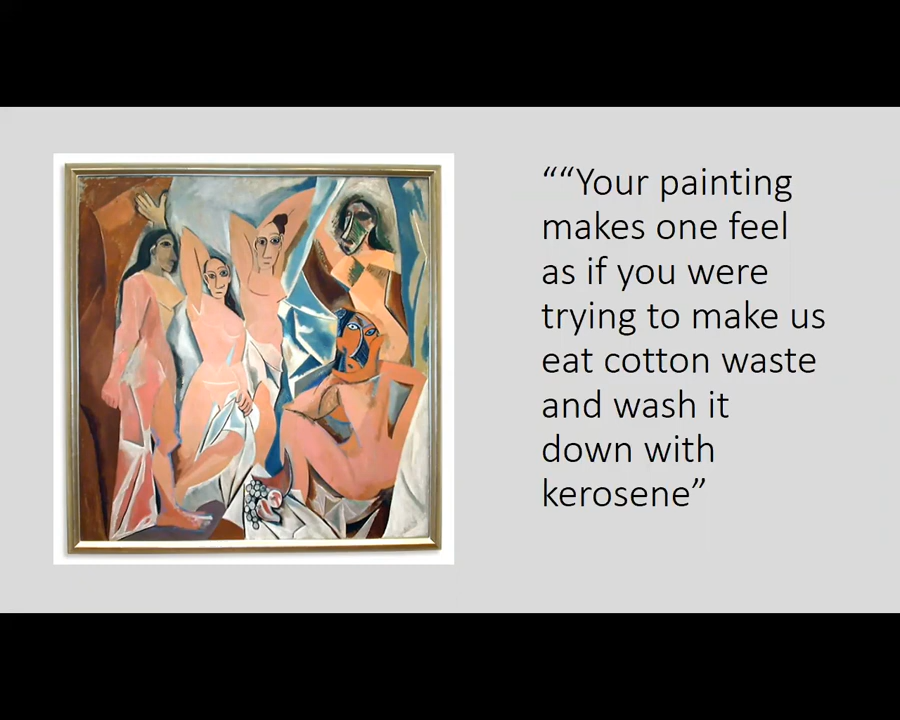 ““Your painting
makes one feel
as if you were
trying to make us
eat cotton waste
and wash it
down with
kerosene”